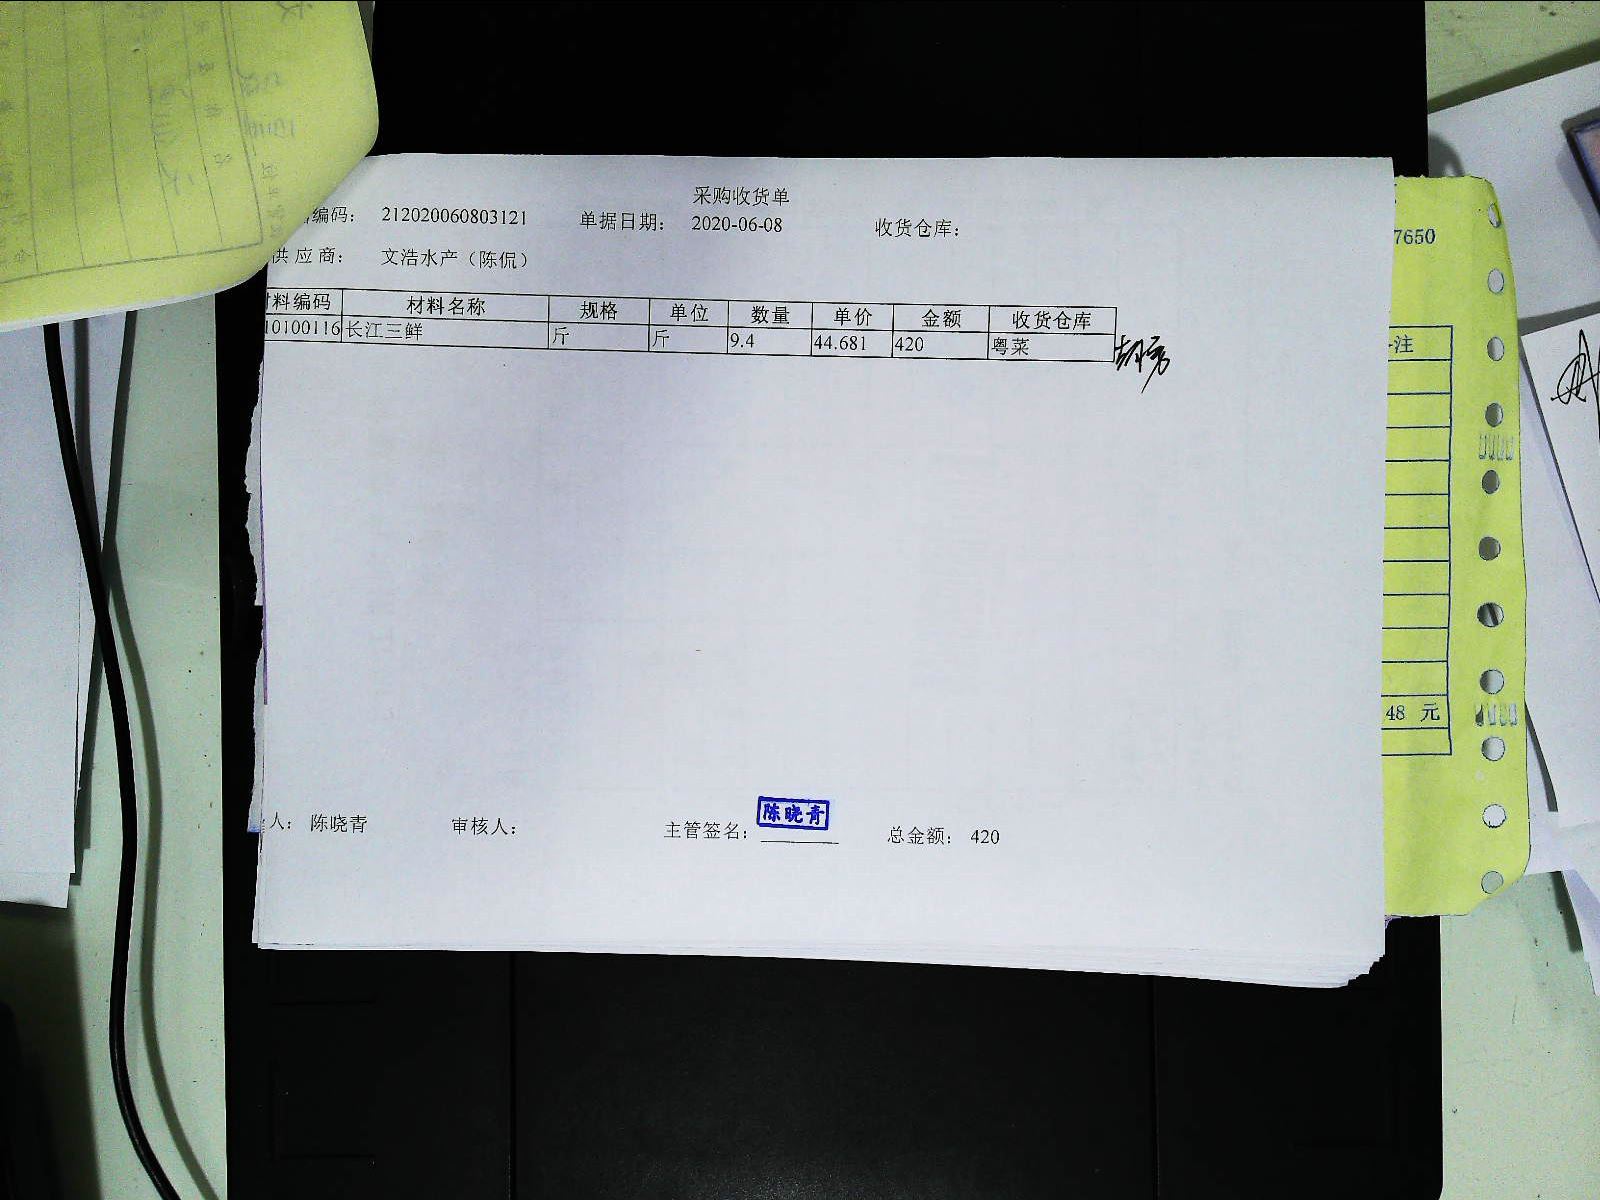 采购收货单
编码： 212020060803121 单据日期： 2020-06-08 收货仓库：
供应商： 文浩水产（陈侃）
材料编码 材料名称 规格 单位 数量 单价 金额 收货仓库
10100116 长江三鲜 斤 斤 9.4 44.681 420 粤菜
人： 陈晓青 审核人： 主管签名： 陈晓青 总金额： 420
7650
注
48 元